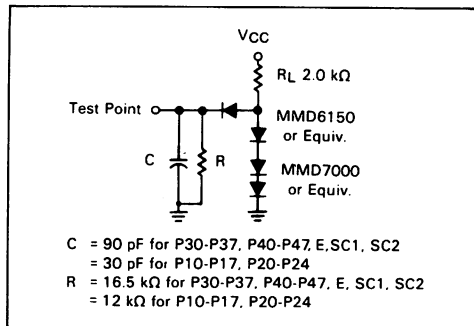 VCC
RL 2.0 kΩ
Test Point
MMD6150
or Equiv.
C
R
MMD7000
or Equiv.
C = 90 pF for P30-P37, P40-P47, E, SC1, SC2
= 30 pF for P10-P17, P20-P24
R = 16.5 kΩ for P30-P37, P40-P47, E, SC1, SC2
= 12 kΩ for P10-P17, P20-P24